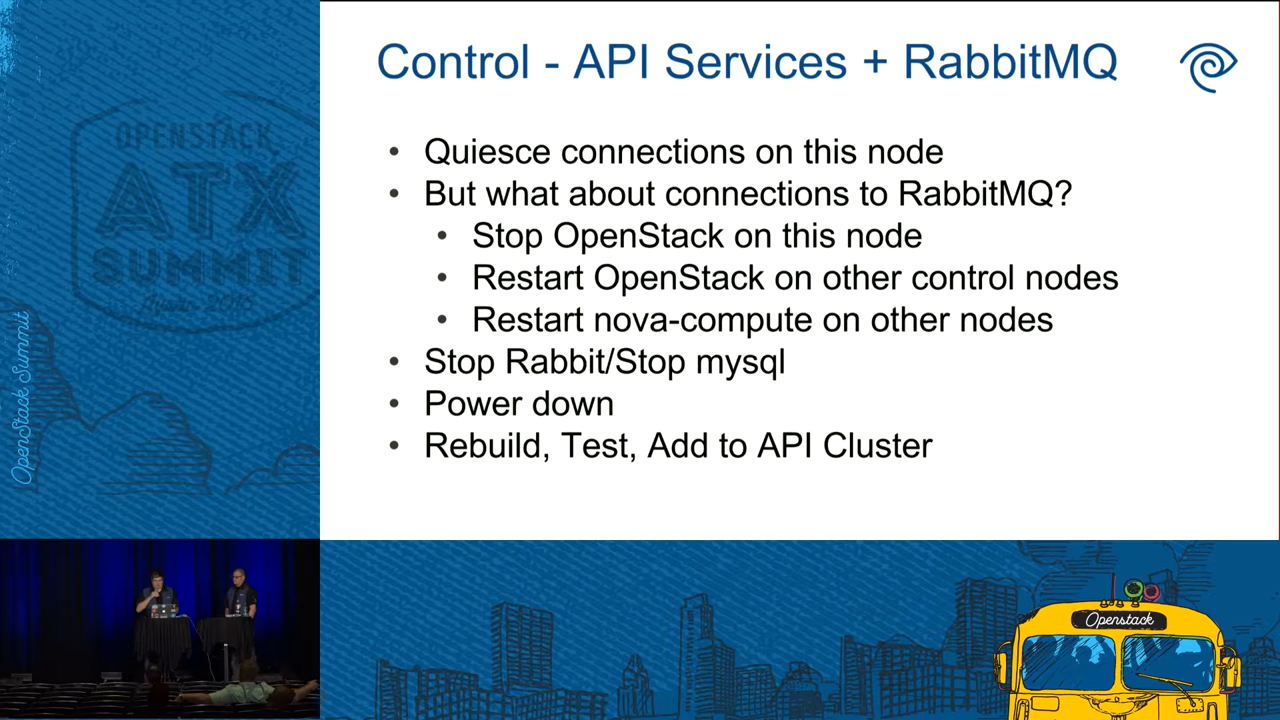 Control - API Services + RabbitMQ
• Quiesce connections on this node
• But what about connections to RabbitMQ?
• Stop OpenStack on this node
• Restart OpenStack on other control nodes
• Restart nova-compute on other nodes
• Stop Rabbit/Stop mysql
• Power down
• Rebuild, Test, Add to API Cluster
OPENSTACK
ATX
SUMMIT
Austin 2016
OpenStack Summit
Openstack